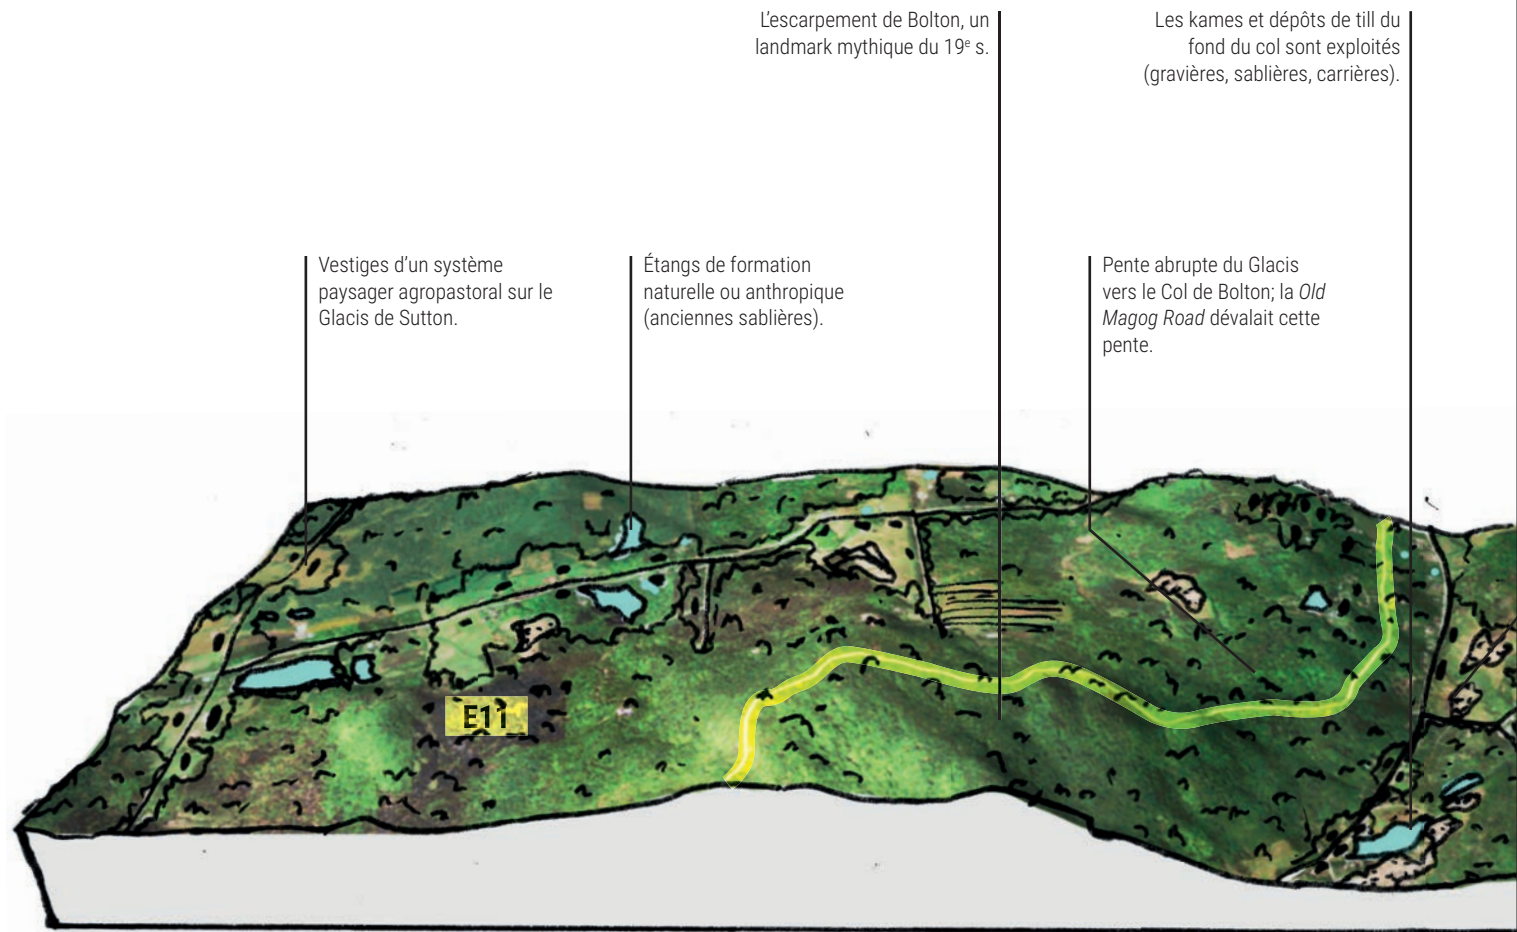 L'escarpement de Bolton, un
landmark mythique du 19e s.
Les kames et dépôts de till du
fond du col sont exploités
(gravières, sablières, carrières).
Vestiges d'un système
paysager agropastoral sur le
Glacis de Sutton.
Étangs de formation
naturelle ou anthropique
(anciennes sablières).
Pente abrupte du Glacis
vers le Col de Bolton; la Old
Magog Road dévalait cette
pente.
E11